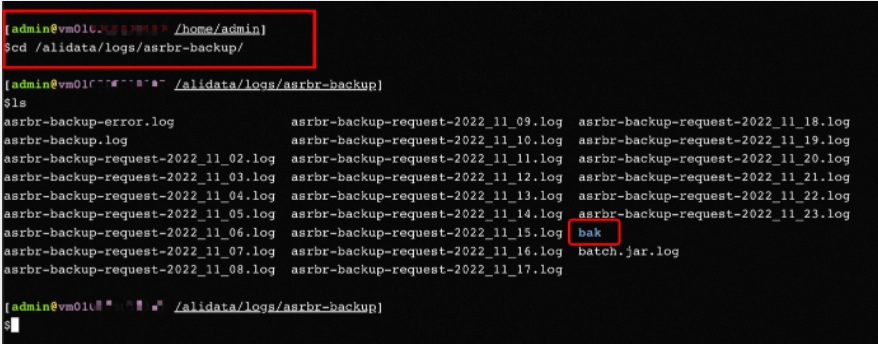 [admin@vm010 /home/admin]
$cd /alidata/logs/asrbr-backup/
[admin@vm010 /alidata/logs/asrbr-backup]
$ls
asrbr-backup-error.log asrbr-backup-request-2022_11_09.log asrbr-backup-request-2022_11_18.log
asrbr-backup.log asrbr-backup-request-2022_11_10.log asrbr-backup-request-2022_11_19.log
asrbr-backup-request-2022_11_02.log asrbr-backup-request-2022_11_11.log asrbr-backup-request-2022_11_20.log
asrbr-backup-request-2022_11_03.log asrbr-backup-request-2022_11_12.log asrbr-backup-request-2022_11_21.log
asrbr-backup-request-2022_11_04.log asrbr-backup-request-2022_11_13.log asrbr-backup-request-2022_11_22.log
asrbr-backup-request-2022_11_05.log asrbr-backup-request-2022_11_14.log asrbr-backup-request-2022_11_23.log
asrbr-backup-request-2022_11_06.log asrbr-backup-request-2022_11_15.log bak
asrbr-backup-request-2022_11_07.log asrbr-backup-request-2022_11_16.log batch.jar.log
asrbr-backup-request-2022_11_08.log asrbr-backup-request-2022_11_17.log
[admin@vm010 /alidata/logs/asrbr-backup]
$